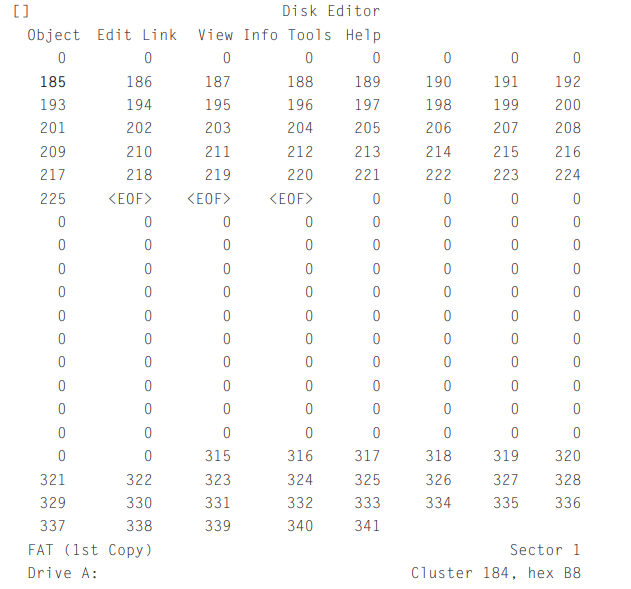 [] Disk Editor
Object Edit Link View Info Tools Help
0 0 0 0 0 0 0 0
185 186 187 188 189 190 191 192
193 194 195 196 197 198 199 200
201 202 203 204 205 206 207 208
209 210 211 212 213 214 215 216
217 218 219 220 221 222 223 224
225 <EOF> <EOF> <EOF> 0 0 0 0
0 0 0 0 0 0 0 0
0 0 0 0 0 0 0 0
0 0 0 0 0 0 0 0
0 0 0 0 0 0 0 0
0 0 0 0 0 0 0 0
0 0 0 0 0 0 0 0
0 0 0 0 0 0 0 0
0 0 0 0 0 0 0 0
0 0 0 0 0 0 0 0
0 0 0 0 0 0 0 0
0 0 315 316 317 318 319 320
321 322 323 324 325 326 327 328
329 330 331 332 333 334 335 336
337 338 339 340 341
FAT (1st Copy) Sector 1
Drive A: Cluster 184, hex B8